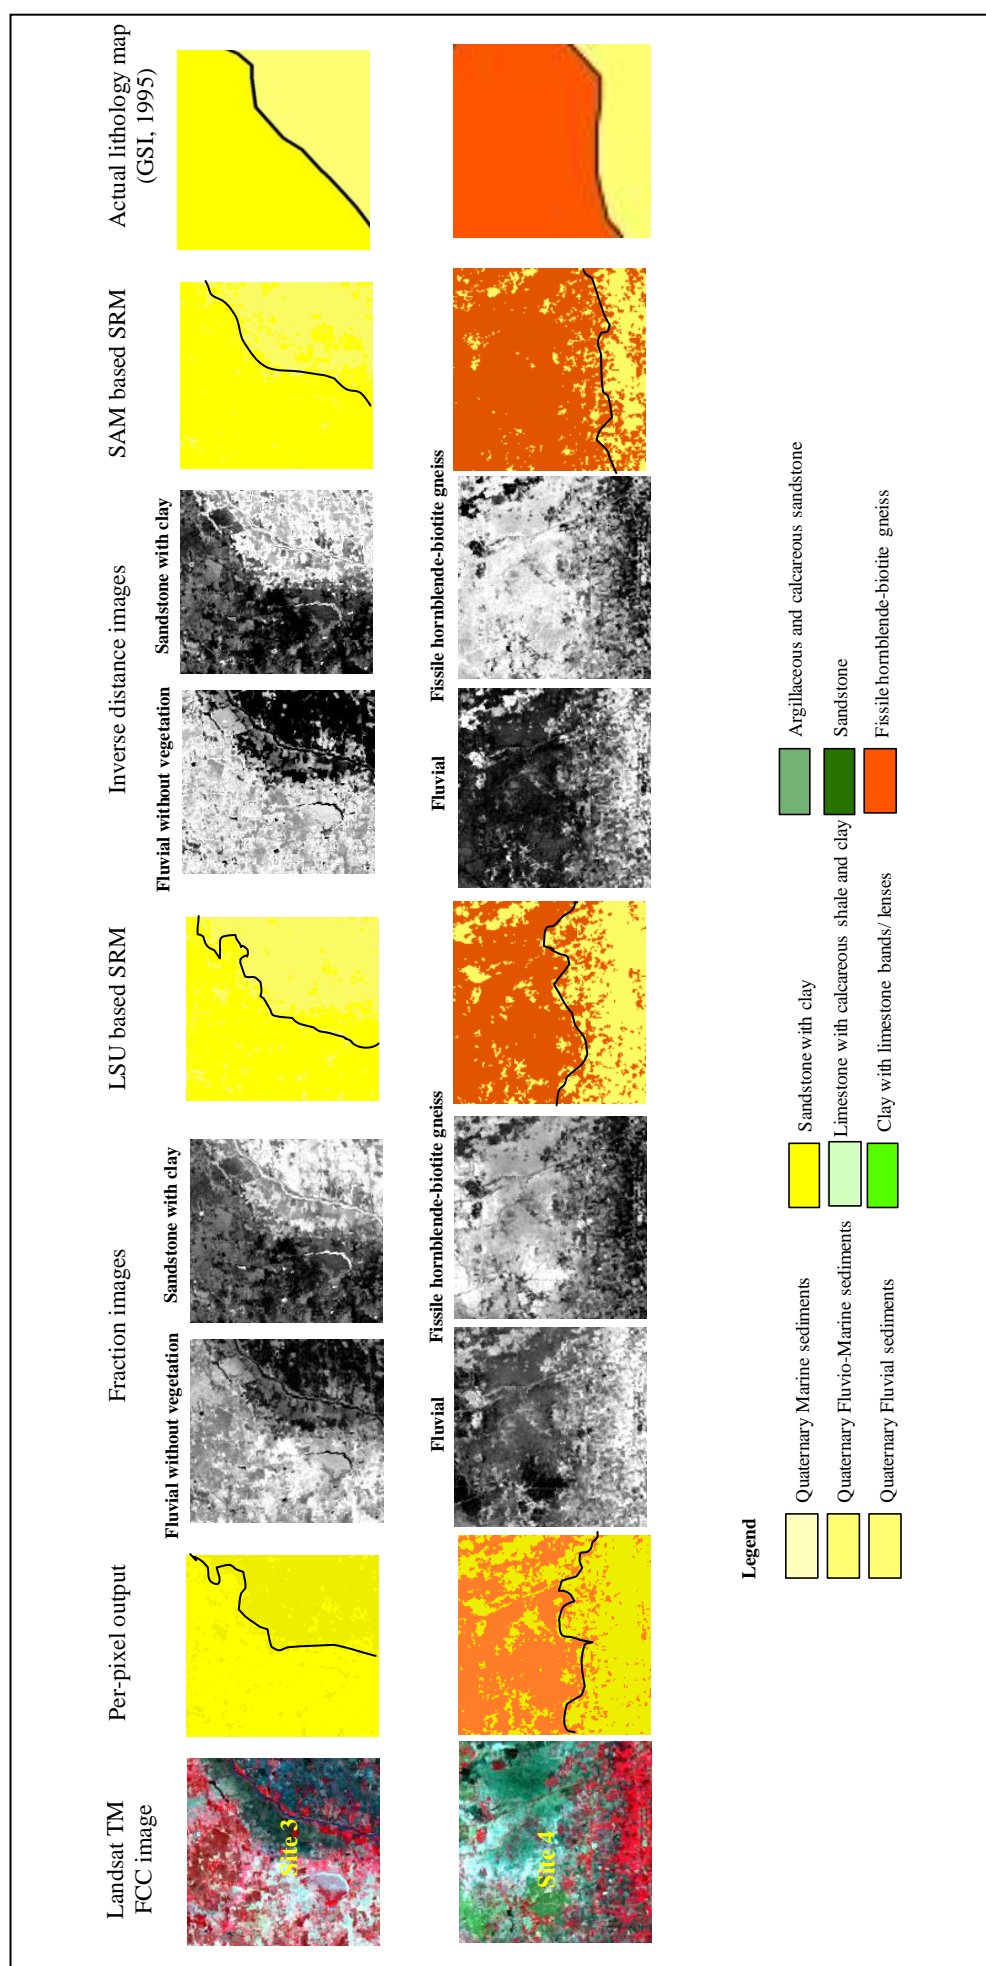 Landsat TM
FCC image
Per-pixel output
Fraction images
LSU based SRM
Inverse distance images
SAM based SRM
Actual lithology map
(GSI, 1995)
Site 3
Fluvial without vegetation
Sandstone with clay
Fluvial without vegetation
Sandstone with clay
Site 4
Fluvial
Fissile hornblende-biotite gneiss
Fluvial
Fissile hornblende-biotite gneiss
Legend
Quaternary Marine sediments
Quaternary Fluvio-Marine sediments
Quaternary Fluvial sediments
Sandstone with clay
Limestone with calcareous shale and clay
Clay with limestone bands/ lenses
Argillaceous and calcareous sandstone
Sandstone
Fissile hornblende-biotite gneiss